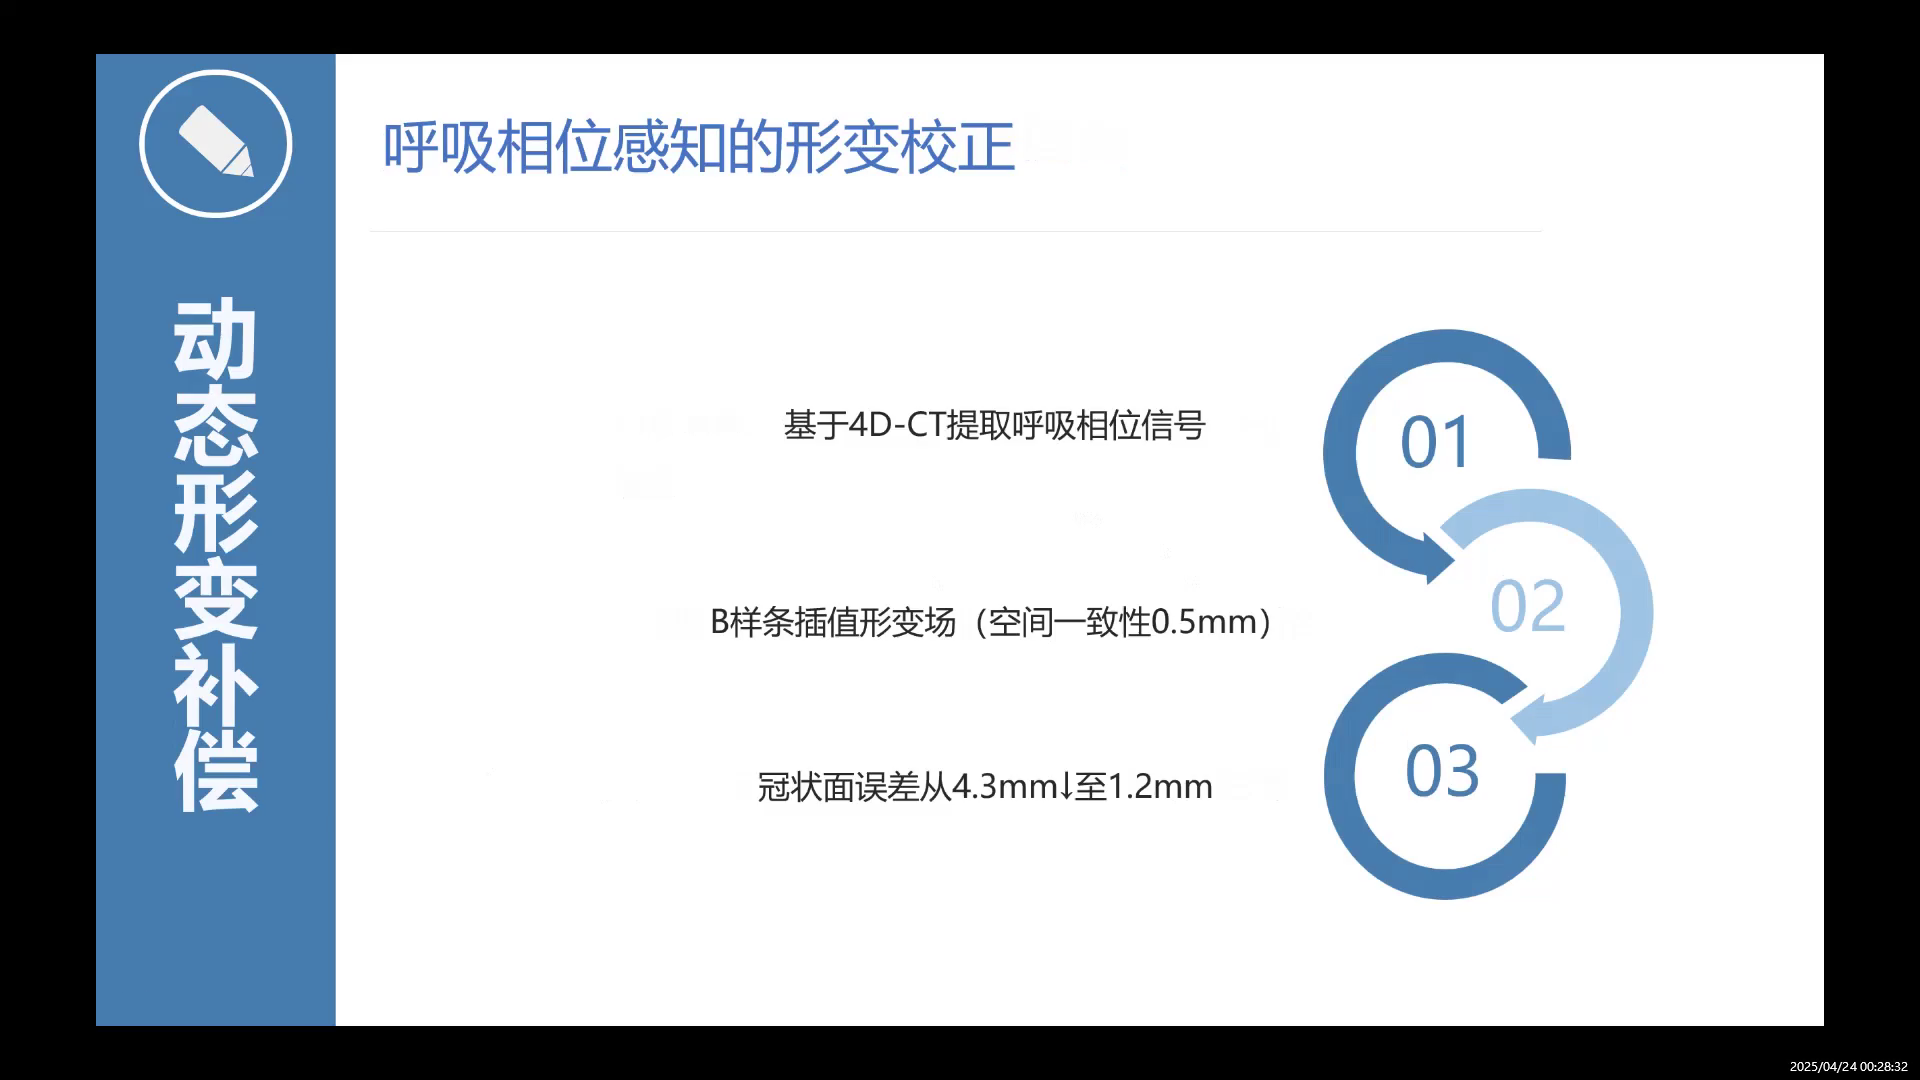 动态形变补偿
呼吸相位感知的形变校正
基于4D-CT提取呼吸相位信号
01
B样条插值形变场（空间一致性0.5mm）
02
冠状面误差从4.3mm↓至1.2mm
03
2025/04/24 00:28:32